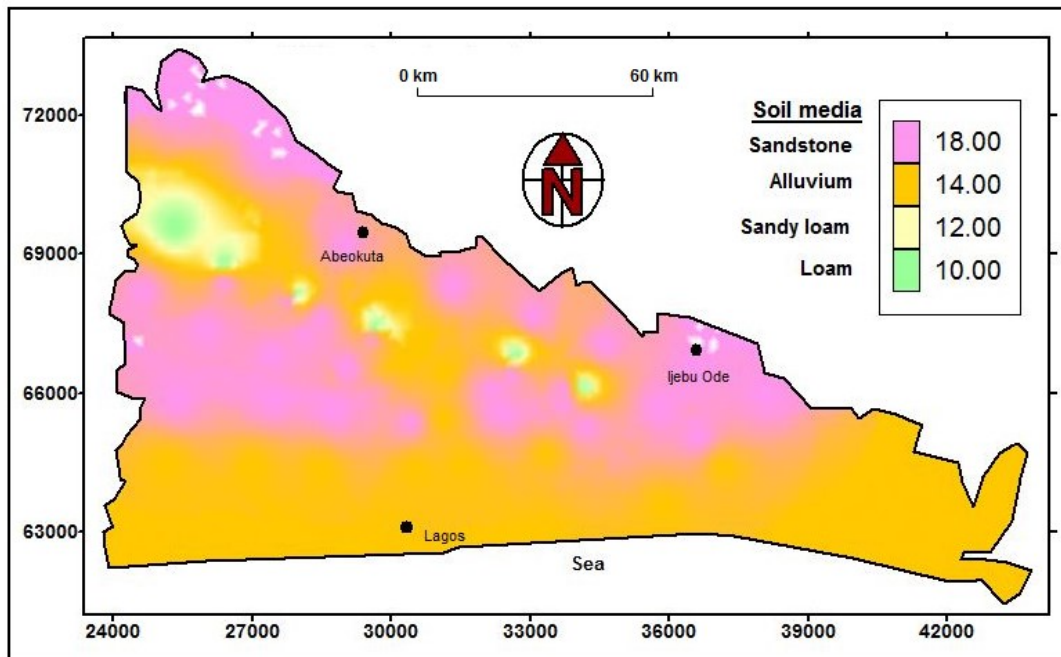 0 km 60 km
72000
69000
66000
63000
Soil media
Sandstone 18.00
Alluvium 14.00
Sandy loam 12.00
Loam 10.00
N
Abeokuta
Ijebu Ode
Lagos
Sea
24000 27000 30000 33000 36000 39000 42000